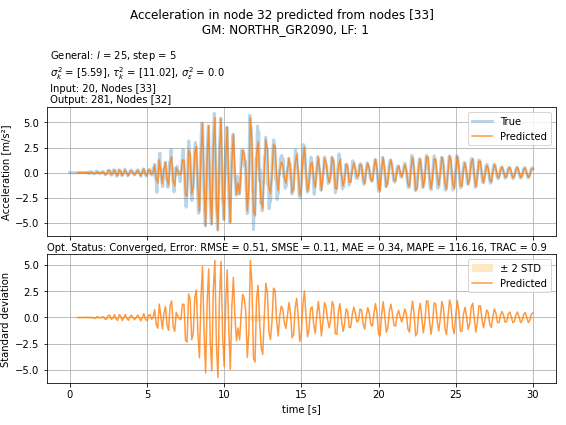 Acceleration in node 32 predicted from nodes [33]
GM: NORTHR_GR2090, LF: 1
General: l = 25, step = 5
σ²ₖ = [5.59], τ²ₖ = [11.02], σ²ε = 0.0
Input: 20, Nodes [33]
Output: 281, Nodes [32]
Acceleration [m/s²]
5.0
2.5
0.0
−2.5
−5.0
True
Predicted
Opt. Status: Converged, Error: RMSE = 0.51, SMSE = 0.11, MAE = 0.34, MAPE = 116.16, TRAC = 0.9
Standard deviation
5.0
2.5
0.0
−2.5
−5.0
± 2 STD
Predicted
0 5 10 15 20 25 30
time [s]